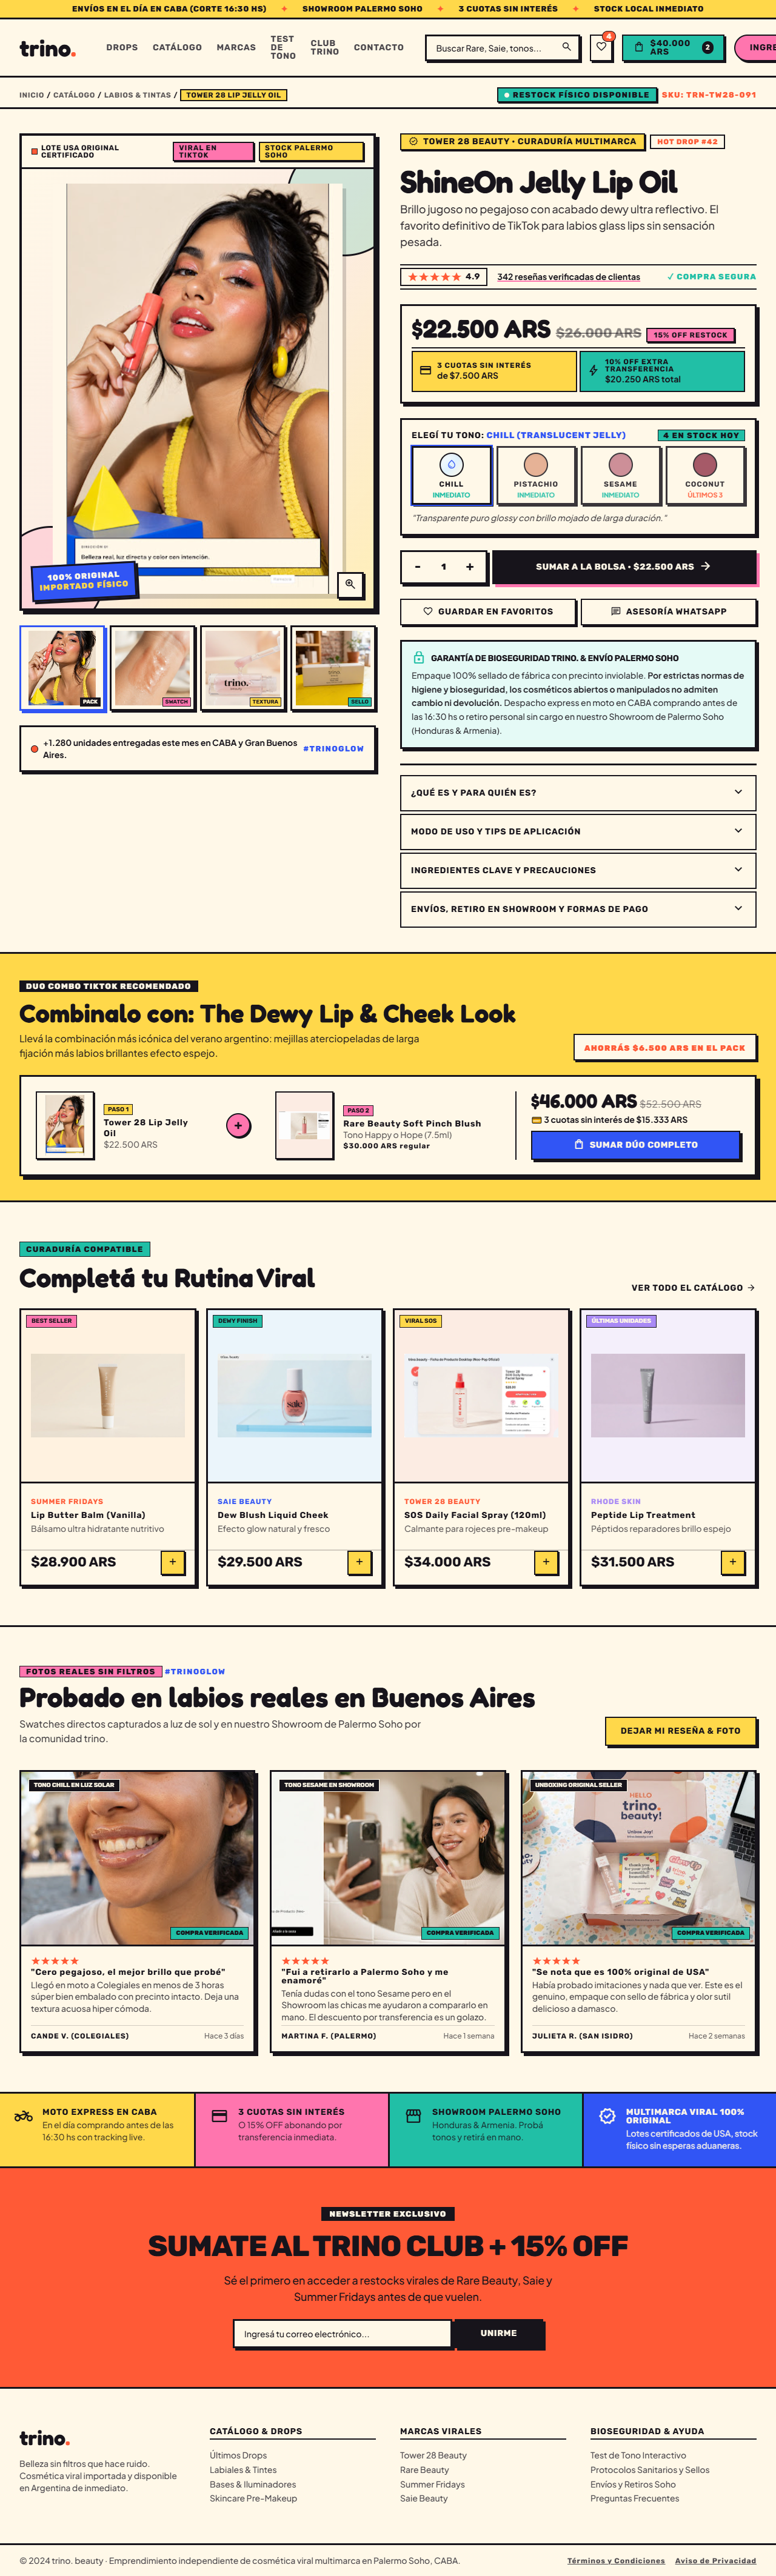 ENVÍOS EN EL DÍA EN CABA (CORTE 16:30 HS) ✦ SHOWROOM PALERMO SOHO ✦ 3 CUOTAS SIN INTERÉS ✦ STOCK LOCAL INMEDIATO
trino.
DROPS
CATÁLOGO
MARCAS
TEST DE TONO
CLUB TRINO
CONTACTO
Buscar Rare, Saie, tonos...
4
$40.000 ARS
2
INICIO / CATÁLOGO / LABIOS & TINTAS / TOWER 28 LIP JELLY OIL
RESTOCK FÍSICO DISPONIBLE
SKU: TRN-TW28-091
LOTE USA ORIGINAL CERTIFICADO
VIRAL EN TIKTOK
STOCK PALERMO SOHO
Belleza real, luz directa y calor con intención.
100% ORIGINAL
IMPORTADO FÍSICO
PACK
SWATCH
trino.
TEXTURA
SELLO
+1.280 unidades entregadas este mes en CABA y Gran Buenos Aires.
#TRINOGLOW
TOWER 28 BEAUTY • CURADURÍA MULTIMARCA
HOT DROP #42
ShineOn Jelly Lip Oil
Brillo jugoso no pegajoso con acabado dewy ultra reflectivo. El
favorito definitivo de TikTok para labios glass lips sin sensación
pesada.
★★★★★ 4.9
342 reseñas verificadas de clientas
✓ COMPRA SEGURA
$22.500 ARS
$26.000 ARS
15% OFF RESTOCK
3 CUOTAS SIN INTERÉS
de $7.500 ARS
10% OFF EXTRA TRANSFERENCIA
$20.250 ARS total
ELEGÍ TU TONO: CHILL (TRANSLUCENT JELLY)
4 EN STOCK HOY
CHILL
INMEDIATO
PISTACHIO
INMEDIATO
SESAME
INMEDIATO
COCONUT
ÚLTIMOS 3
"Transparente puro glossy con brillo mojado de larga duración."
- 1 +
SUMAR A LA BOLSA • $22.500 ARS →
GUARDAR EN FAVORITOS
ASESORÍA WHATSAPP
GARANTÍA DE BIOSEGURIDAD TRINO. & ENVÍO PALERMO SOHO
Empaque 100% sellado de fábrica con precinto inviolable. Por estrictas normas de
higiene y bioseguridad, los cosméticos abiertos o manipulados no admiten
cambio ni devolución. Despacho express en moto en CABA comprando antes de
las 16:30 hs o retiro personal sin cargo en nuestro Showroom de Palermo Soho
(Honduras & Armenia).
¿QUÉ ES Y PARA QUIÉN ES?
MODO DE USO Y TIPS DE APLICACIÓN
INGREDIENTES CLAVE Y PRECAUCIONES
ENVÍOS, RETIRO EN SHOWROOM Y FORMAS DE PAGO
DUO COMBO TIKTOK RECOMENDADO
Combinalo con: The Dewy Lip & Cheek Look
Llevá la combinación más icónica del verano argentino: mejillas aterciopeladas de larga
fijación más labios brillantes efecto espejo.
AHORRÁS $6.500 ARS EN EL PACK
PASO 1
Tower 28 Lip Jelly Oil
$22.500 ARS
+
PASO 2
Rare Beauty Soft Pinch Blush
Tono Happy o Hope (7.5ml)
$30.000 ARS regular
$46.000 ARS $52.500 ARS
3 cuotas sin interés de $15.333 ARS
SUMAR DÚO COMPLETO
CURADURÍA COMPATIBLE
Completá tu Rutina Viral
VER TODO EL CATÁLOGO →
BEST SELLER
SUMMER FRIDAYS
Lip Butter Balm (Vanilla)
Bálsamo ultra hidratante nutritivo
$28.900 ARS
+
DEWY FINISH
saie
SAIE BEAUTY
Dew Blush Liquid Cheek
Efecto glow natural y fresco
$29.500 ARS
+
VIRAL SOS
TOWER 28 BEAUTY
SOS Daily Facial Spray (120ml)
Calmante para rojeces pre-makeup
$34.000 ARS
+
ÚLTIMAS UNIDADES
RHODE SKIN
Peptide Lip Treatment
Péptidos reparadores brillo espejo
$31.500 ARS
+
FOTOS REALES SIN FILTROS #TRINOGLOW
Probado en labios reales en Buenos Aires
Swatches directos capturados a luz de sol y en nuestro Showroom de Palermo Soho por
la comunidad trino.
DEJAR MI RESEÑA & FOTO
TONO CHILL EN LUZ SOLAR
COMPRA VERIFICADA
★★★★★
"Cero pegajoso, el mejor brillo que probé"
Llegó en moto a Colegiales en menos de 3 horas
súper bien embalado con precinto intacto. Deja una
textura acuosa hiper cómoda.
CANDE V. (COLEGIALES)
Hace 3 días
TONO SESAME EN SHOWROOM
COMPRA VERIFICADA
★★★★★
"Fui a retirarlo a Palermo Soho y me enamoré"
Tenía dudas con el tono Sesame pero en el
Showroom las chicas me ayudaron a compararlo en
mano. El descuento por transferencia es un golazo.
MARTINA F. (PALERMO)
Hace 1 semana
UNBOXING ORIGINAL SELLER
HELLO
trino.
beauty!
COMPRA VERIFICADA
★★★★★
"Se nota que es 100% original de USA"
Había probado imitaciones y nada que ver. Este es el
genuino, empaque con sello de fábrica y olor sutil
delicioso a damasco.
JULIETA R. (SAN ISIDRO)
Hace 2 semanas
MOTO EXPRESS EN CABA
En el día comprando antes de las
16:30 hs con tracking live.
3 CUOTAS SIN INTERÉS
O 15% OFF abonando por
transferencia inmediata.
SHOWROOM PALERMO SOHO
Honduras & Armenia. Probá
tonos y retirá en mano.
MULTIMARCA VIRAL 100% ORIGINAL
Lotes certificados de USA, stock
físico sin esperas aduaneras.
NEWSLETTER EXCLUSIVO
SUMATE AL TRINO CLUB + 15% OFF
Sé el primero en acceder a restocks virales de Rare Beauty, Saie y
Summer Fridays antes de que vuelen.
Ingresá tu correo electrónico...
UNIRME
trino.
Belleza sin filtros que hace ruido.
Cosmética viral importada y disponible
en Argentina de inmediato.
CATÁLOGO & DROPS
Últimos Drops
Labiales & Tintes
Bases & Iluminadores
Skincare Pre-Makeup
MARCAS VIRALES
Tower 28 Beauty
Rare Beauty
Summer Fridays
Saie Beauty
BIOSEGURIDAD & AYUDA
Test de Tono Interactivo
Protocolos Sanitarios y Sellos
Envíos y Retiros Soho
Preguntas Frecuentes
© 2024 trino. beauty · Emprendimiento independiente de cosmética viral multimarca en Palermo Soho, CABA.
Términos y Condiciones
Aviso de Privacidad